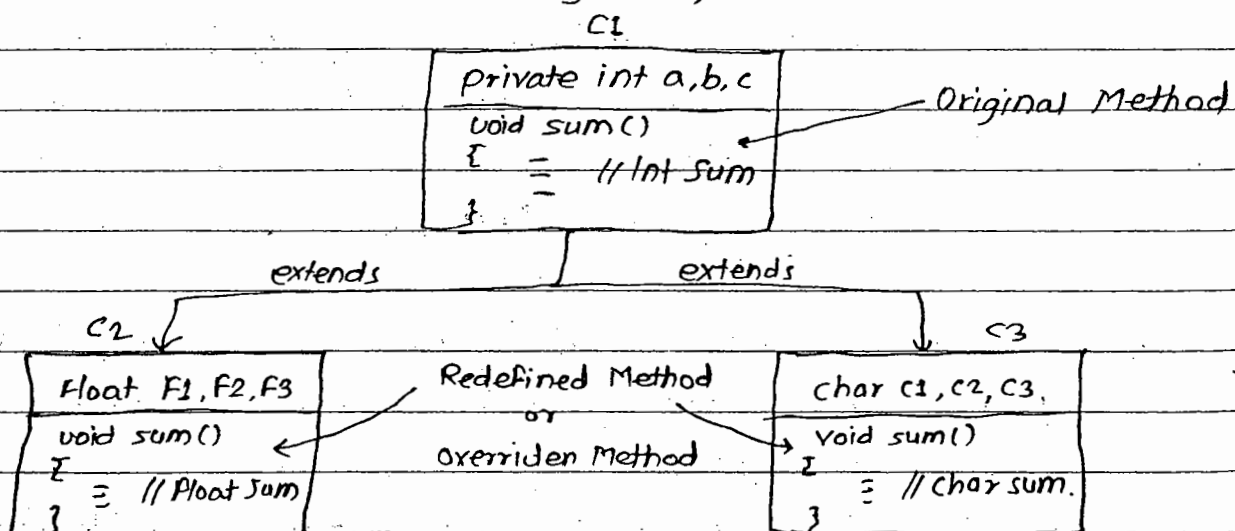 C1
private int a,b,c
Original Method
void sum()
{ // Int Sum
}
extends extends
C2 C3
Float F1, F2, F3
Redefined Method
or
Overriden Method
char C1, C2, C3.
void sum()
{ // Float Sum
}
void sum()
{ // char sum.
}